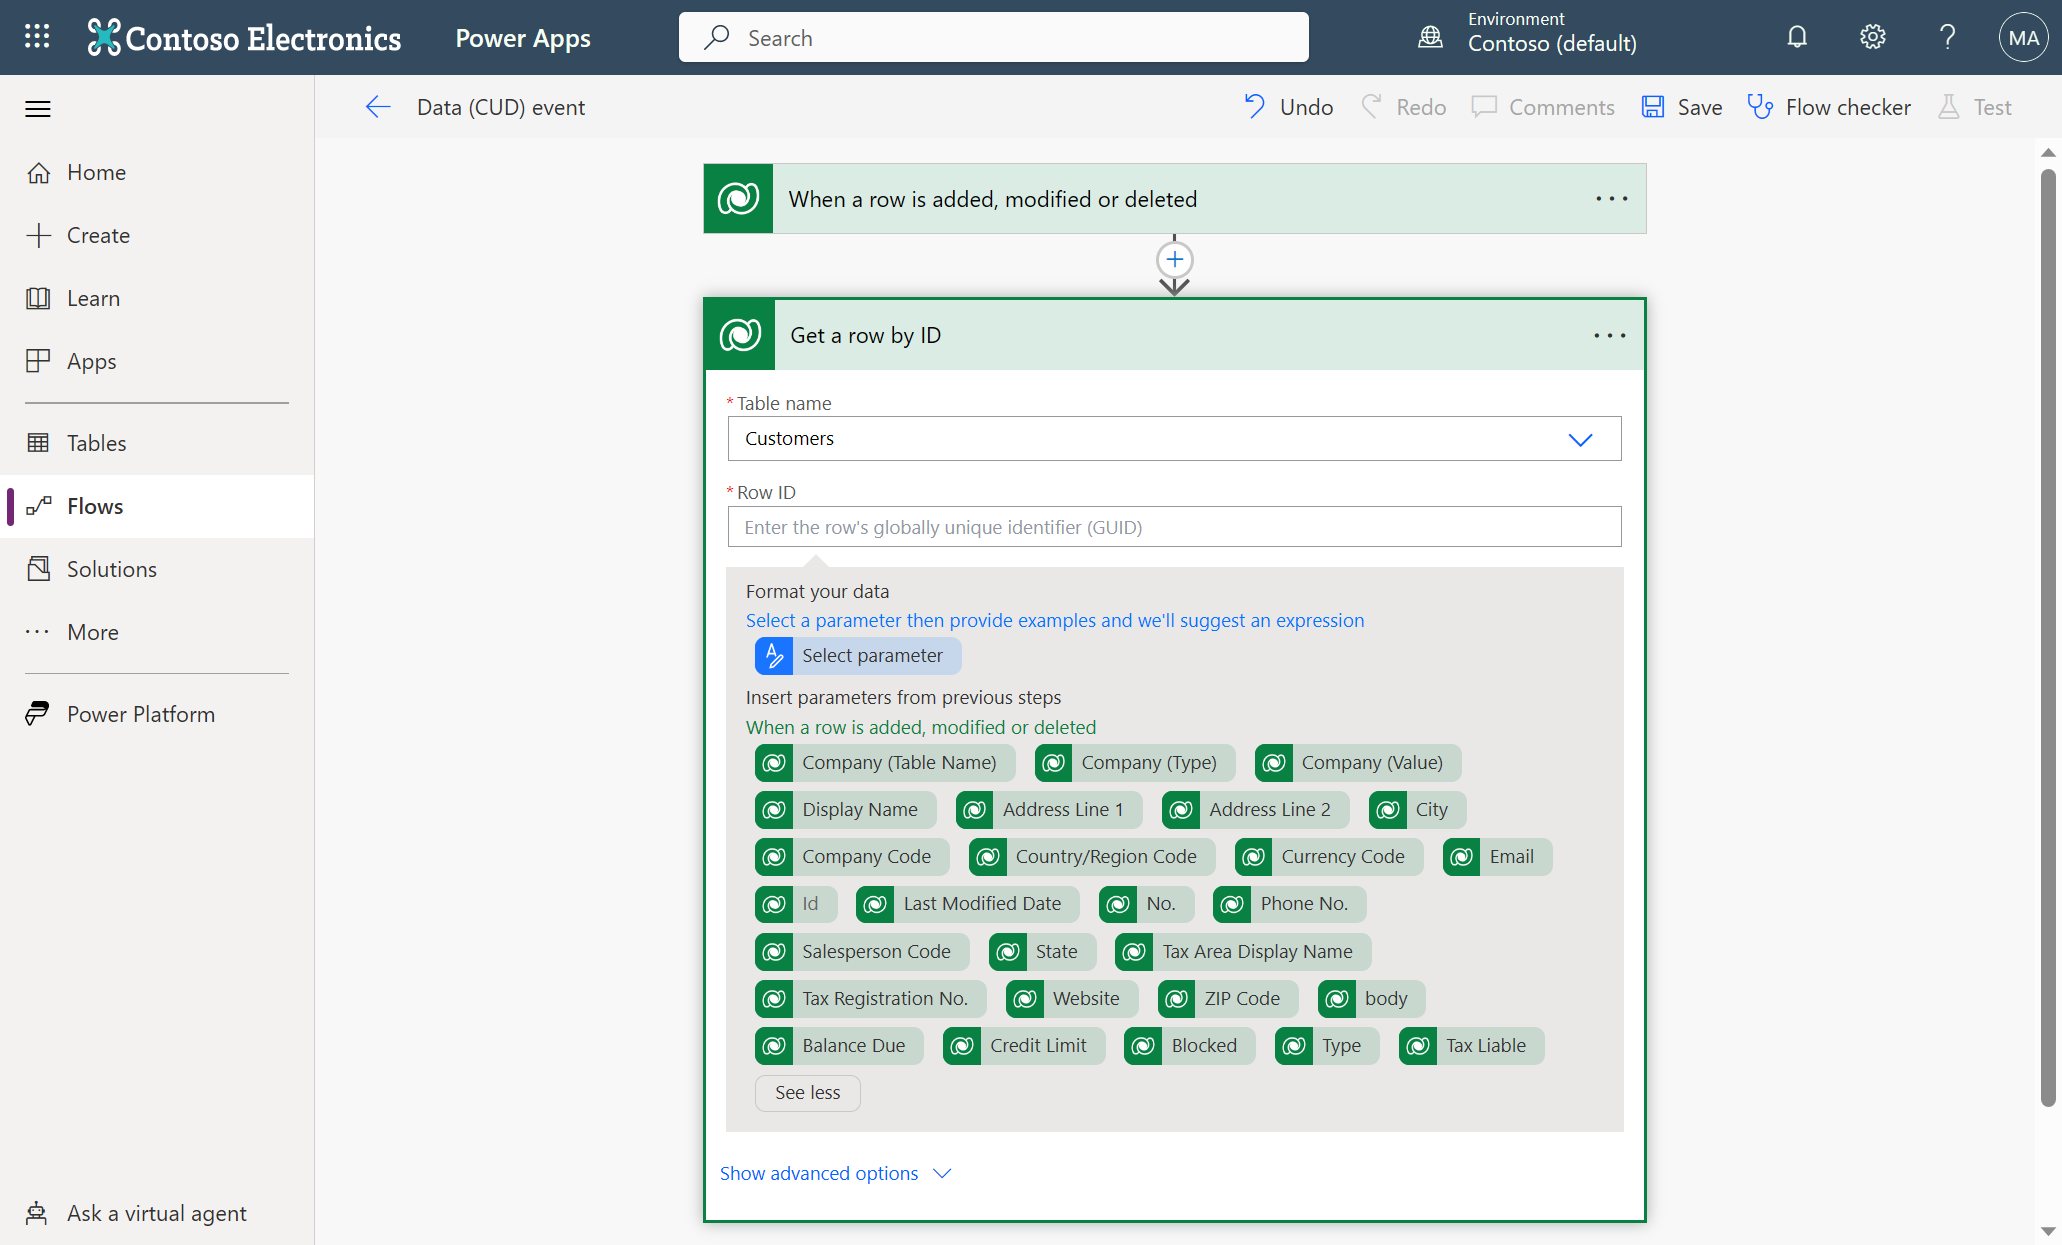 Contoso Electronics
Power Apps
Search
Environment
Contoso (default)
MA
Data (CUD) event
Undo
Redo
Comments
Save
Flow checker
Test
Home
Create
Learn
Apps
Tables
Flows
Solutions
More
Power Platform
Ask a virtual agent
When a row is added, modified or deleted
Get a row by ID
* Table name
Customers
* Row ID
Enter the row's globally unique identifier (GUID)
Format your data
Select a parameter then provide examples and we'll suggest an expression
Select parameter
Insert parameters from previous steps
When a row is added, modified or deleted
Company (Table Name) Company (Type) Company (Value)
Display Name Address Line 1 Address Line 2 City
Company Code Country/Region Code Currency Code Email
Id Last Modified Date No. Phone No.
Salesperson Code State Tax Area Display Name
Tax Registration No. Website ZIP Code body
Balance Due Credit Limit Blocked Type Tax Liable
See less
Show advanced options